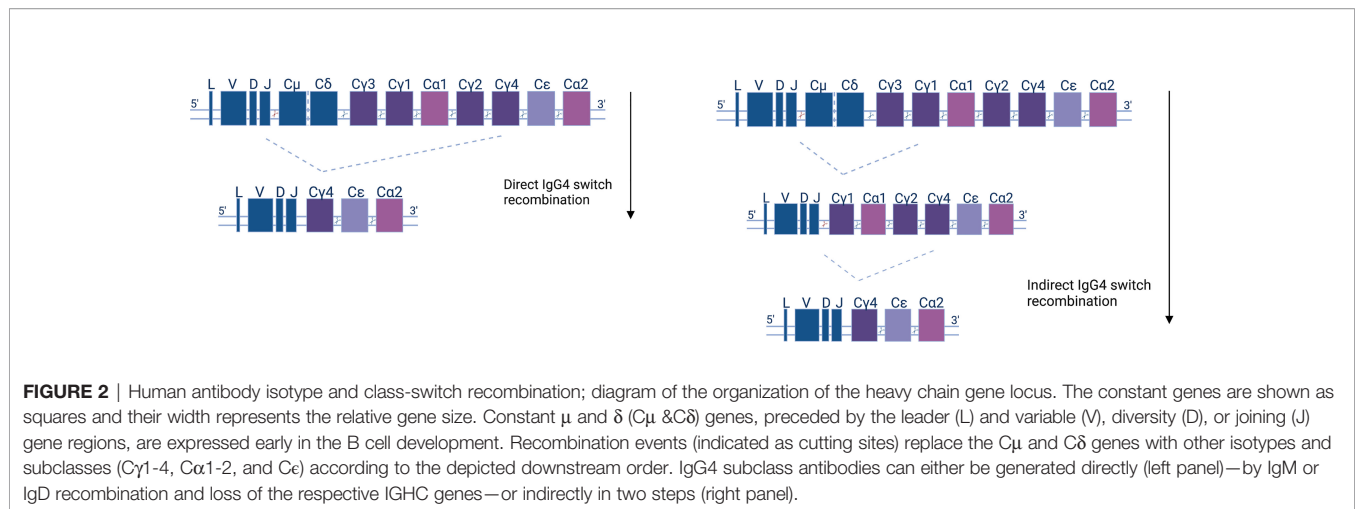 L V D J Cμ Cδ Cγ3 Cγ1 Cα1 Cγ2 Cγ4 Cε Cα2
5' 3'
L V D J Cγ4 Cε Cα2
5' 3'
Direct IgG4 switch
recombination
L V D J Cμ Cδ Cγ3 Cγ1 Cα1 Cγ2 Cγ4 Cε Cα2
5' 3'
L V D J Cγ1 Cα1 Cγ2 Cγ4 Cε Cα2
5' 3'
L V D J Cγ4 Cε Cα2
5' 3'
Indirect IgG4 switch
recombination
FIGURE 2 | Human antibody isotype and class-switch recombination; diagram of the organization of the heavy chain gene locus. The constant genes are shown as
squares and their width represents the relative gene size. Constant μ and δ (Cμ &Cδ) genes, preceded by the leader (L) and variable (V), diversity (D), or joining (J)
gene regions, are expressed early in the B cell development. Recombination events (indicated as cutting sites) replace the Cμ and Cδ genes with other isotypes and
subclasses (Cγ1-4, Cα1-2, and Cϵ) according to the depicted downstream order. IgG4 subclass antibodies can either be generated directly (left panel)—by IgM or
IgD recombination and loss of the respective IGHC genes—or indirectly in two steps (right panel).